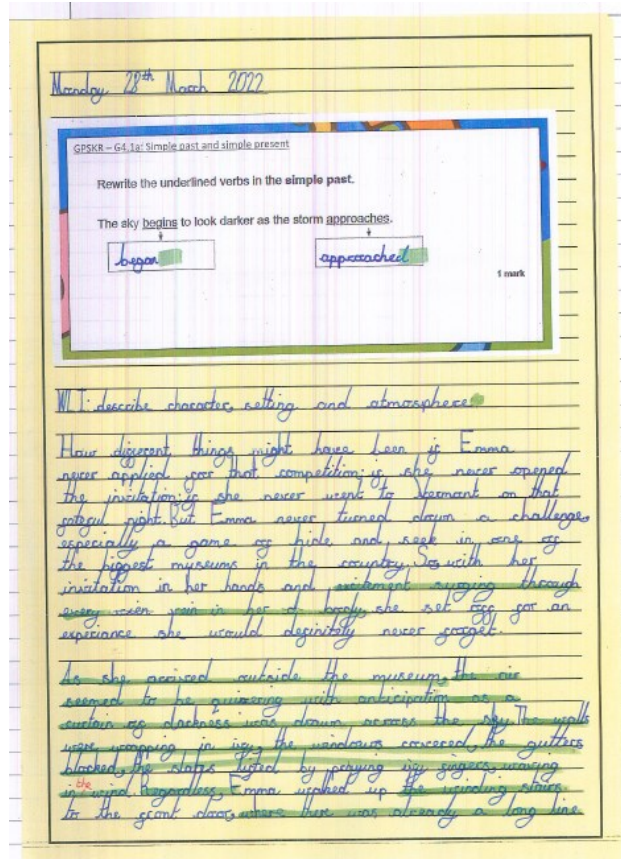 Monday 28th March 2022
GPSKR – G4.1a: Simple past and simple present
Rewrite the underlined verbs in the simple past.
The sky begins to look darker as the storm approaches.
began approached
1 mark
WLI: describe character, setting and atmosphere
How different things might have been if Emma
never applied for that competition; if she never opened
the invitation; if she never went to Vermont on that
fateful night. But Emma never turned down a challenge,
especially a game of hide and seek in one of
the biggest museums in the country. So, with her
invitation in her hands and excitement surging through
every vein in her body, she set off for an
experiance she would definitely never forget.
As she arrived outside the museum, the air
seemed to be quivering with anticipation as a
curtain of darkness was drawn across the sky. The walls
were wrapping in ivy, the windows covered, the gutters
blocked, the slats lifted by prying ivy fingers, waving
in the wind. Regardless, Emma walked up the winding stairs
to the front door, where there was already a long line